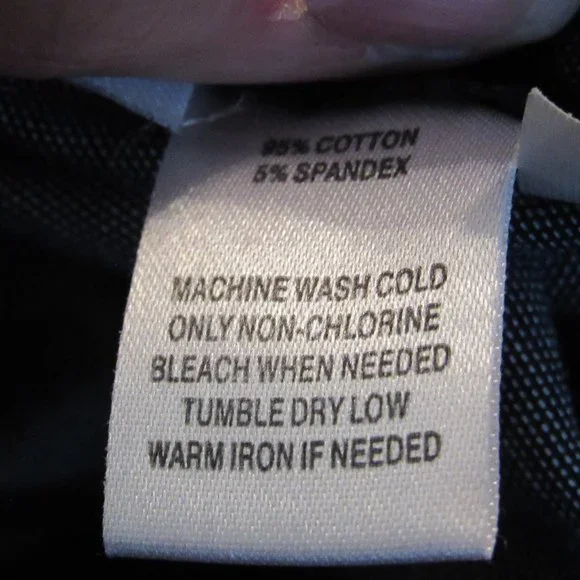 95% COTTON
5% SPANDEX
MACHINE WASH COLD
ONLY NON-CHLORINE
BLEACH WHEN NEEDED
TUMBLE DRY LOW
WARM IRON IF NEEDED